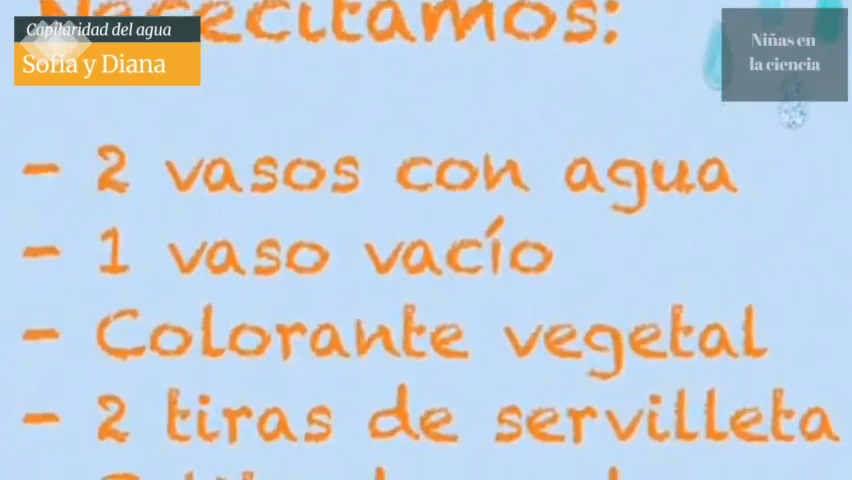 Nececitamos:
Capilaridad del agua
Sofía y Diana
Niñas en
la ciencia
- 2 vasos con agua
- 1 vaso vacío
- Colorante vegetal
- 2 tiras de servilleta